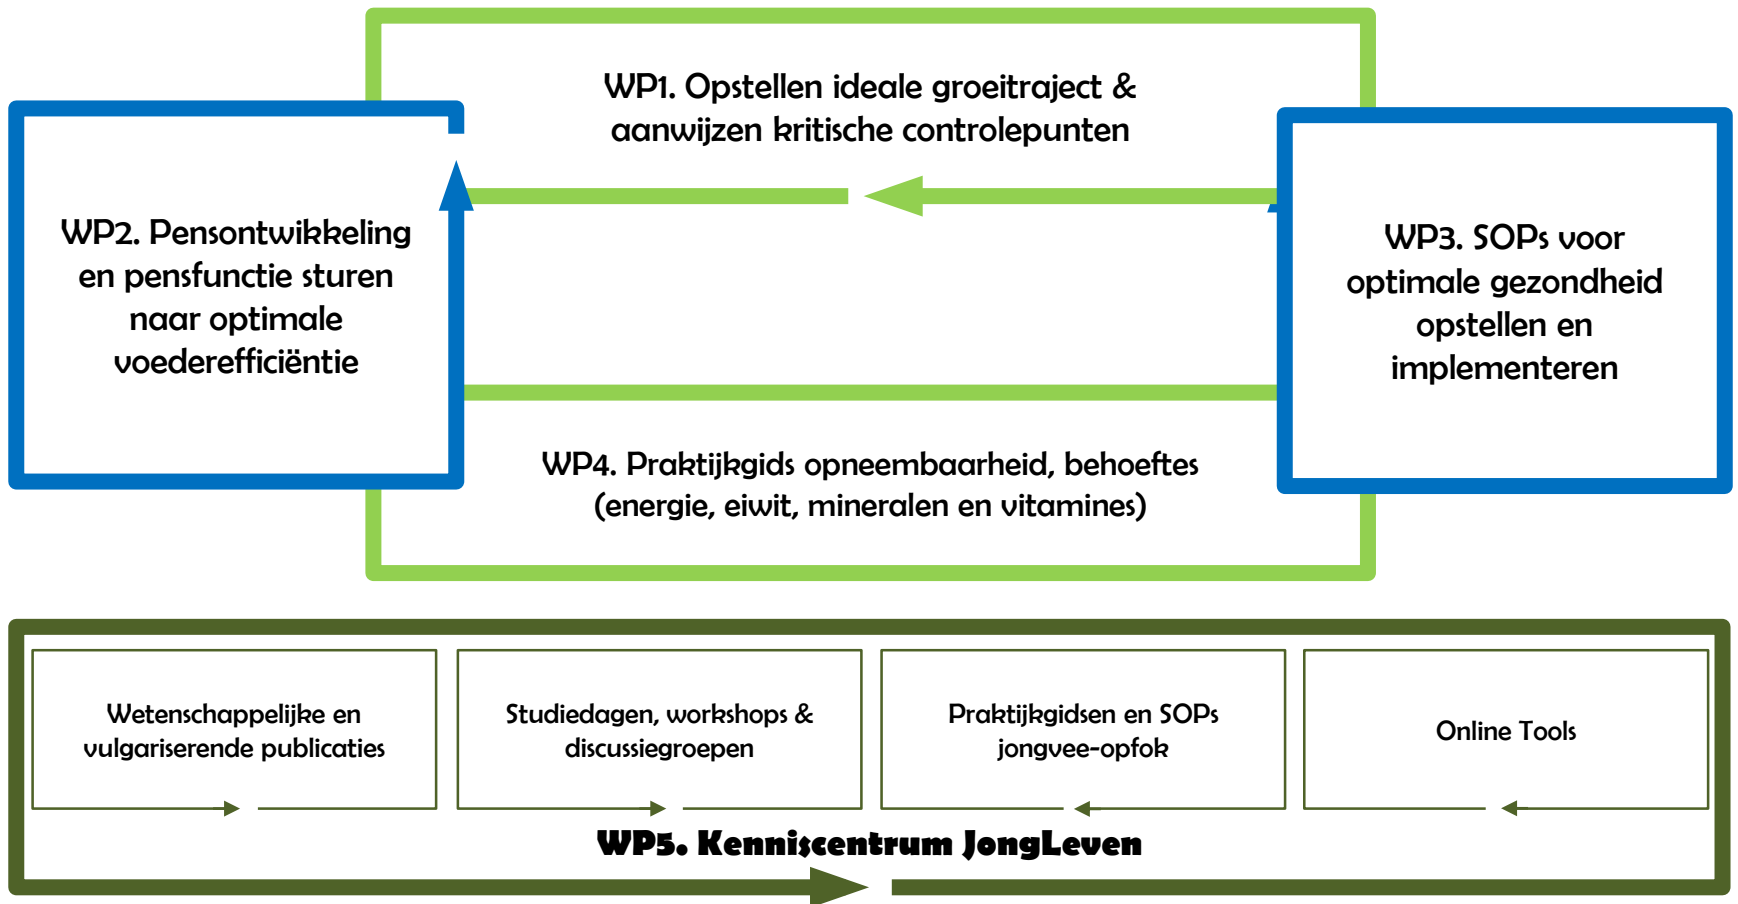 WP1. Opstellen ideale groeitraject &
aanwijzen kritische controlepunten
WP2. Pensontwikkeling
en pensfunctie sturen
naar optimale
voederefficiëntie
WP3. SOPs voor
optimale gezondheid
opstellen en
implementeren
WP4. Praktijkgids opneembaarheid, behoeftes
(energie, eiwit, mineralen en vitamines)
Wetenschappelijke en
vulgariserende publicaties
Studiedagen, workshops &
discussiegroepen
Praktijkgidsen en SOPs
jongvee-opfok
Online Tools
WP5. Kenniscentrum JongLeven